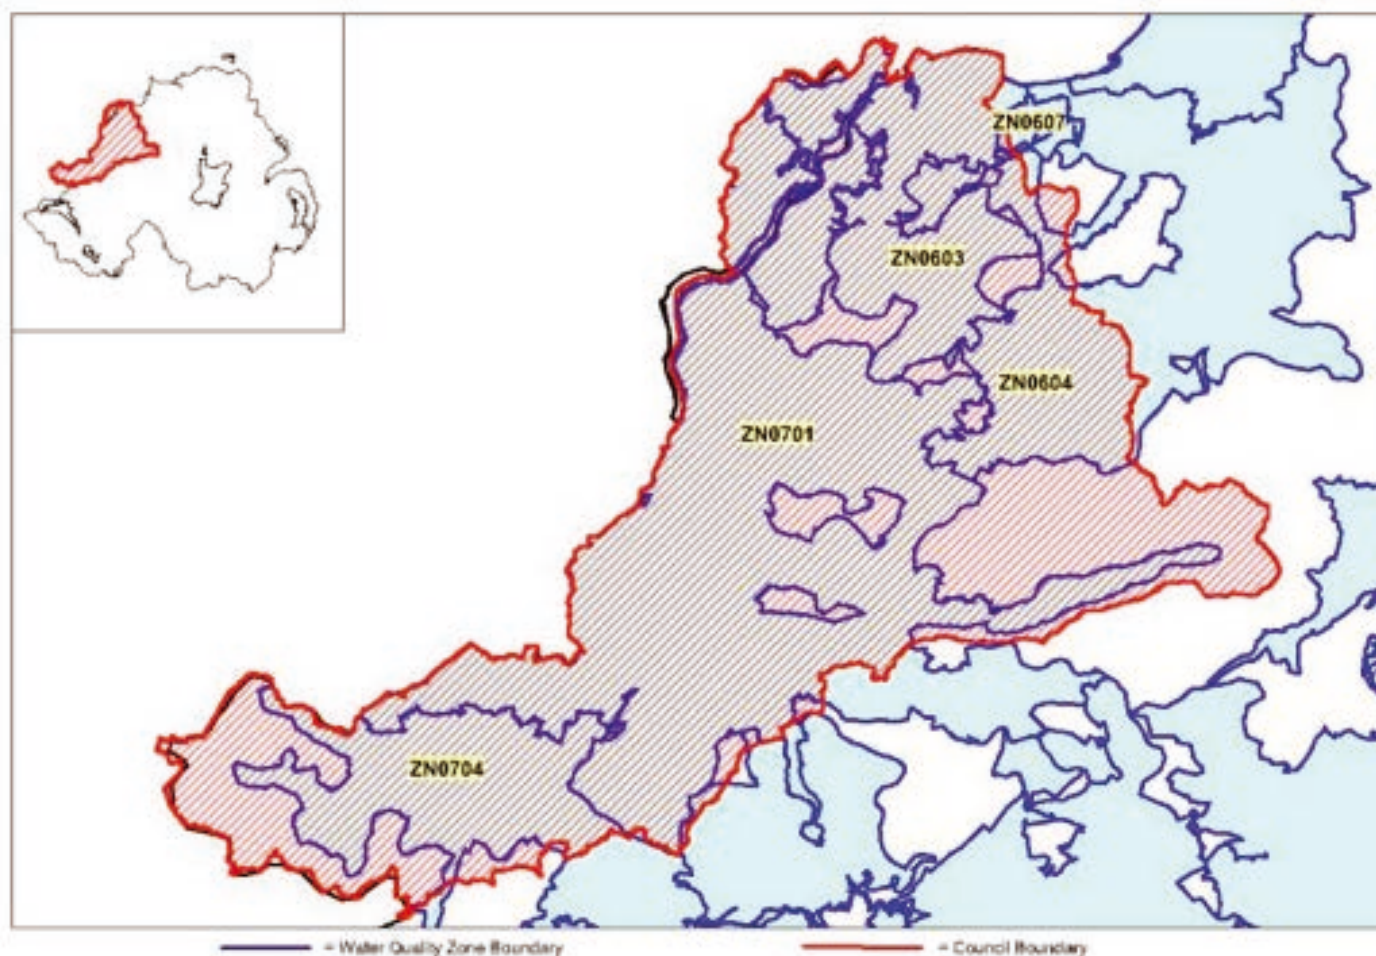 ZN0607
ZN0603
ZN0604
ZN0701
ZN0704
= Water Quality Zone Boundary
= Council Boundary